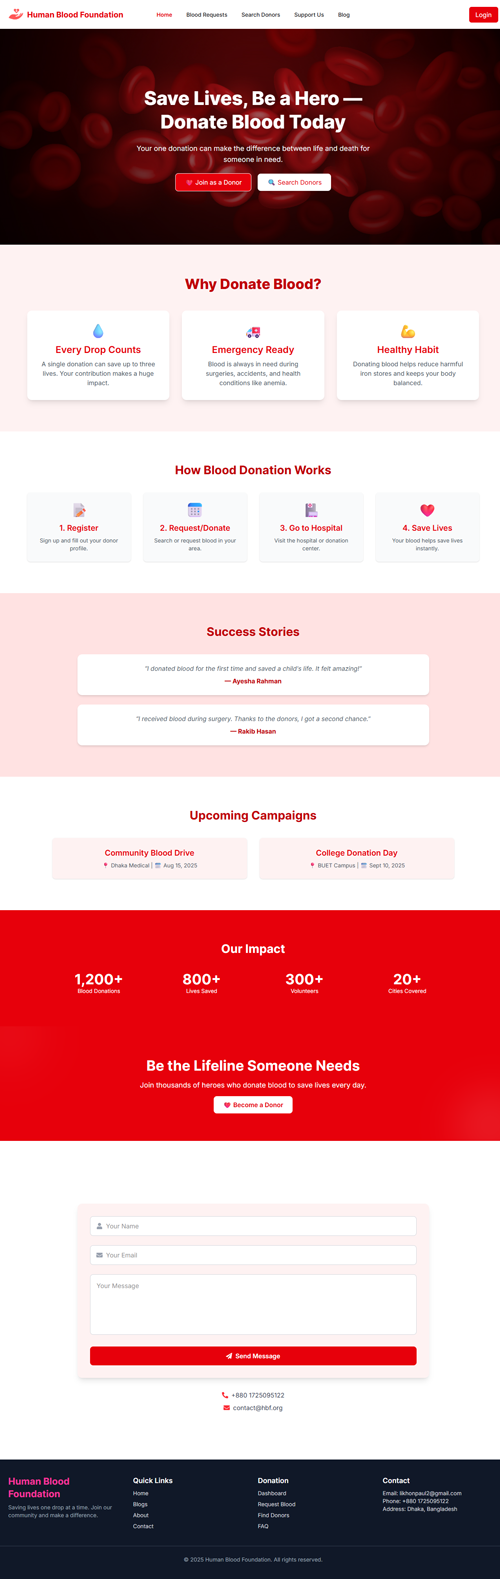 Human Blood Foundation
Home
Blood Requests
Search Donors
Support Us
Blog
Login
Save Lives, Be a Hero —
Donate Blood Today
Your one donation can make the difference between life and death for
someone in need.
Join as a Donor
Search Donors
Why Donate Blood?
Every Drop Counts
A single donation can save up to three
lives. Your contribution makes a huge
impact.
Emergency Ready
Blood is always in need during
surgeries, accidents, and health
conditions like anemia.
Healthy Habit
Donating blood helps reduce harmful
iron stores and keeps your body
balanced.
How Blood Donation Works
1. Register
Sign up and fill out your donor
profile.
2. Request/Donate
Search or request blood in your
area.
3. Go to Hospital
Visit the hospital or donation
center.
4. Save Lives
Your blood helps save lives
instantly.
Success Stories
"I donated blood for the first time and saved a child's life. It felt amazing!"
— Ayesha Rahman
"I received blood during surgery. Thanks to the donors, I got a second chance."
— Rakib Hasan
Upcoming Campaigns
Community Blood Drive
Dhaka Medical | Aug 15, 2025
College Donation Day
BUET Campus | Sept 10, 2025
Our Impact
1,200+
Blood Donations
800+
Lives Saved
300+
Volunteers
20+
Cities Covered
Be the Lifeline Someone Needs
Join thousands of heroes who donate blood to save lives every day.
Become a Donor
Your Name
Your Email
Your Message
Send Message
+880 1725095122
contact@hbf.org
Human Blood
Foundation
Saving lives one drop at a time. Join our
community and make a difference.
Quick Links
Home
Blogs
About
Contact
Donation
Dashboard
Request Blood
Find Donors
FAQ
Contact
Email: likhonpaul2@gmail.com
Phone: +880 1725095122
Address: Dhaka, Bangladesh
© 2025 Human Blood Foundation. All rights reserved.